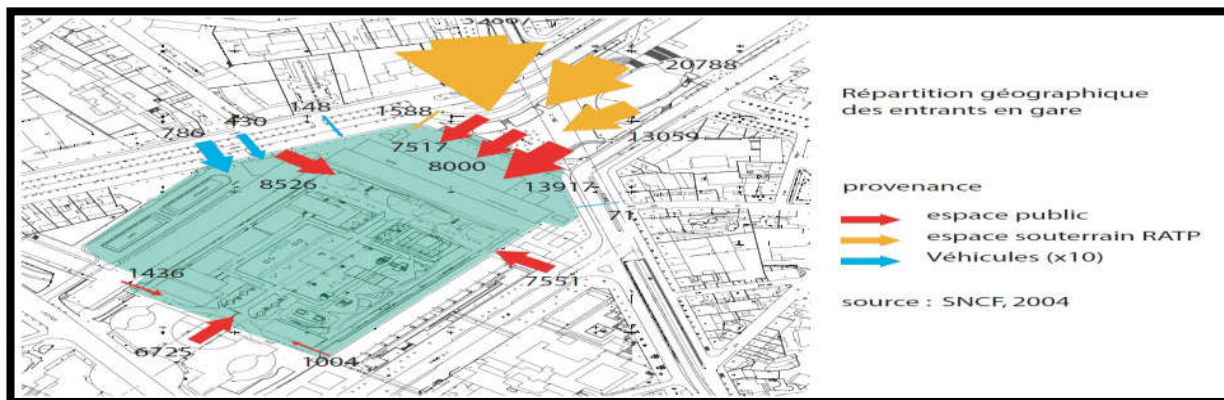 20788
148
1588
430
786
13059
7517
8000
8526
13917
71
1436
7551
6725
1004
Répartition géographique
des entrants en gare
provenance
espace public
espace souterrain RATP
Véhicules (x10)
source : SNCF, 2004